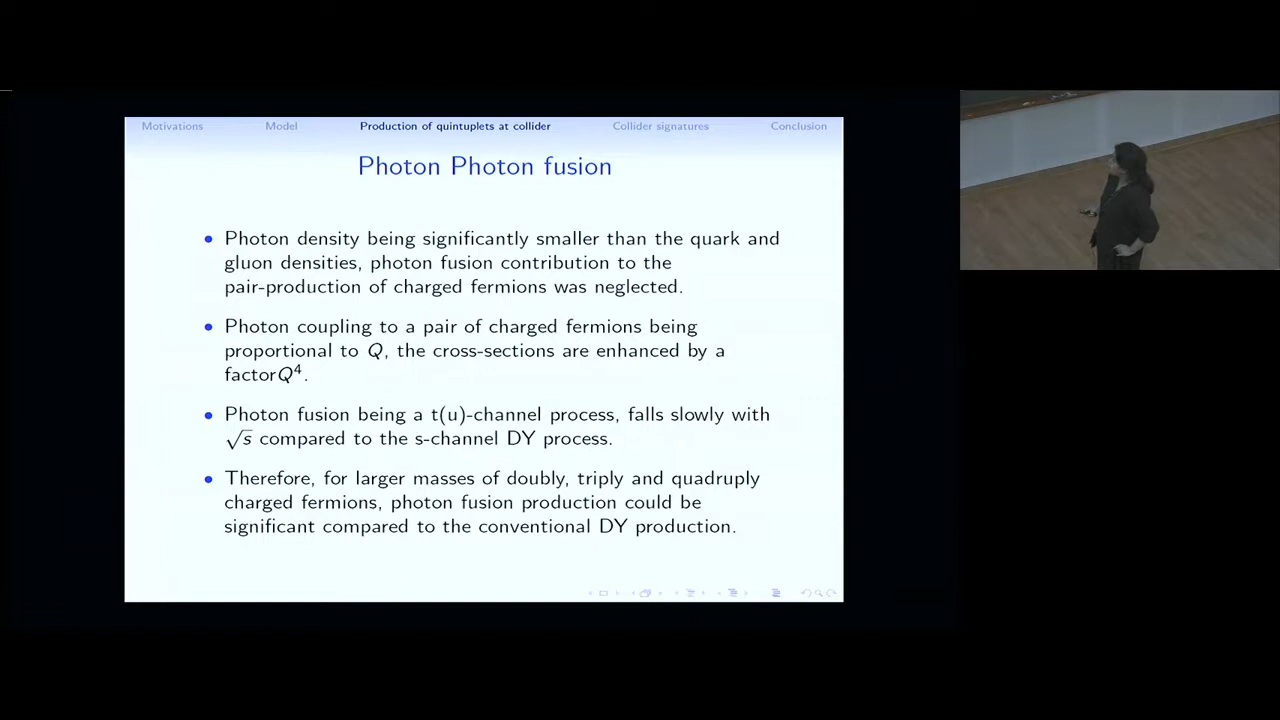 Motivations Model Production of quintuplets at collider Collider signatures Conclusion
Photon Photon fusion
• Photon density being significantly smaller than the quark and
gluon densities, photon fusion contribution to the
pair-production of charged fermions was neglected.
• Photon coupling to a pair of charged fermions being
proportional to Q, the cross-sections are enhanced by a
factorQ⁴.
• Photon fusion being a t(u)-channel process, falls slowly with
√s compared to the s-channel DY process.
• Therefore, for larger masses of doubly, triply and quadruply
charged fermions, photon fusion production could be
significant compared to the conventional DY production.